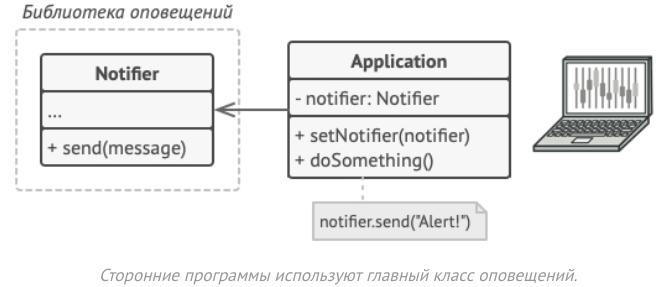 Библиотека оповещений
Notifier
...
+ send(message)
Application
- notifier: Notifier
+ setNotifier(notifier)
+ doSomething()
notifier.send("Alert!")
Сторонние программы используют главный класс оповещений.